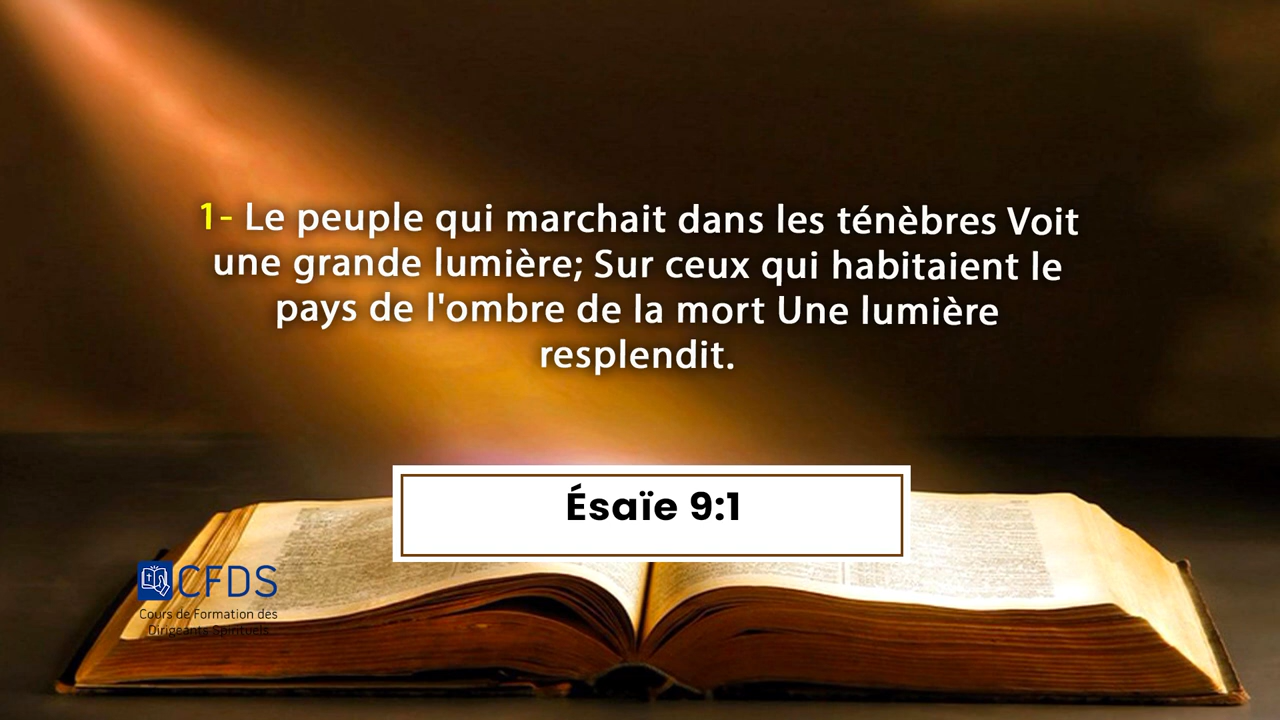 1- Le peuple qui marchait dans les ténèbres Voit
une grande lumière; Sur ceux qui habitaient le
pays de l'ombre de la mort Une lumière
resplendit.
Ésaïe 9:1
CFDS
Cours de Formation des
Dirigeants Spirituels